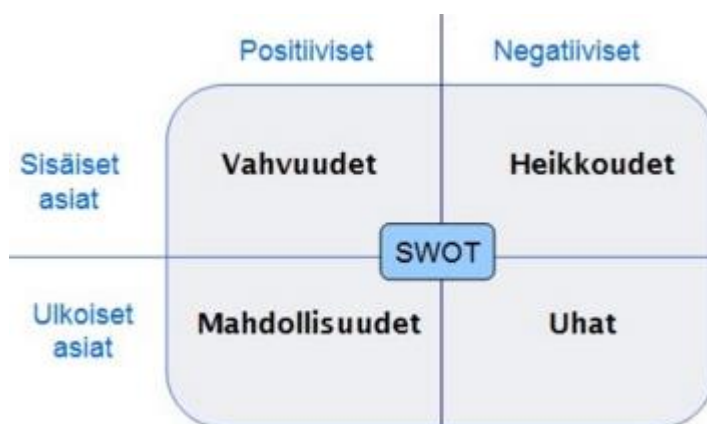 Positiiviset Negatiiviset
Sisäiset
asiat
Vahvuudet Heikkoudet
SWOT
Ulkoiset
asiat
Mahdollisuudet Uhat